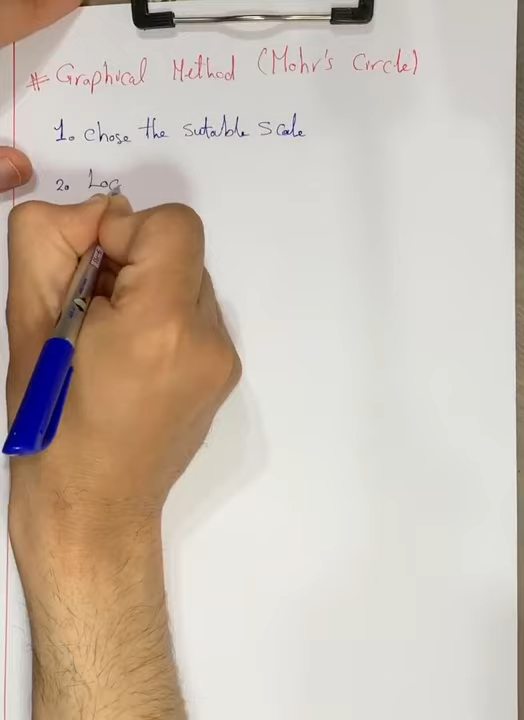 # Graphical Method (Mohr's Circle)
1. chose the sutable scale
2. Loc